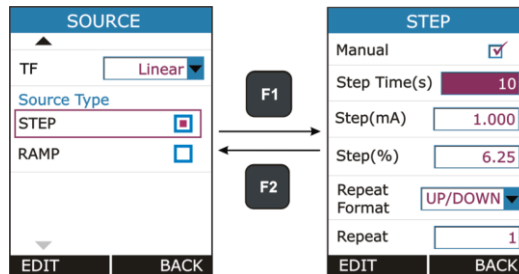 SOURCE
TF Linear
Source Type
STEP
RAMP
EDIT BACK
F1
F2
STEP
Manual
Step Time(s) 10
Step(mA) 1.000
Step(%) 6.25
Repeat
Format UP/DOWN
Repeat 1
EDIT BACK